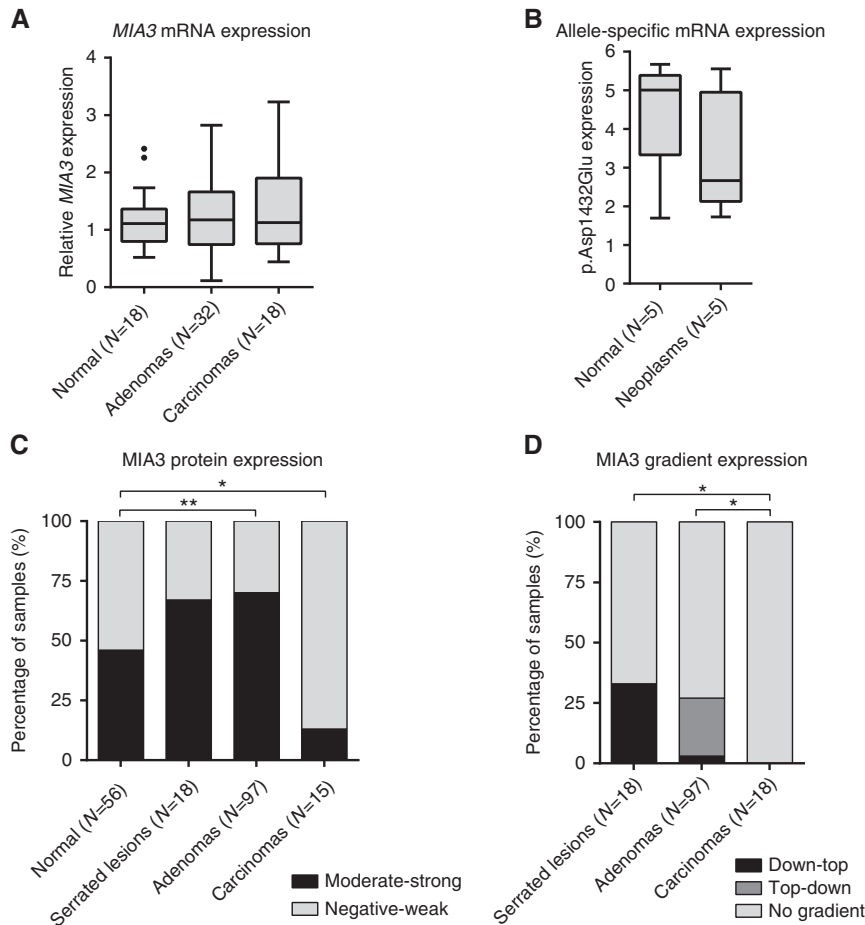 A
MIA3 mRNA expression
Relative MIA3 expression
4
3
2
1
0
Normal (N=18)
Adenomas (N=32)
Carcinomas (N=18)
B
Allele-specific mRNA expression
p.Asp1432Glu expression
6
5
4
3
2
1
0
Normal (N=5)
Neoplasms (N=5)
C
MIA3 protein expression
*
**
Percentage of samples (%)
100
75
50
25
0
Normal (N=56)
Serrated lesions (N=18)
Adenomas (N=97)
Carcinomas (N=15)
Moderate-strong
Negative-weak
D
MIA3 gradient expression
*
*
Percentage of samples (%)
100
75
50
25
0
Serrated lesions (N=18)
Adenomas (N=97)
Carcinomas (N=18)
Down-top
Top-down
No gradient